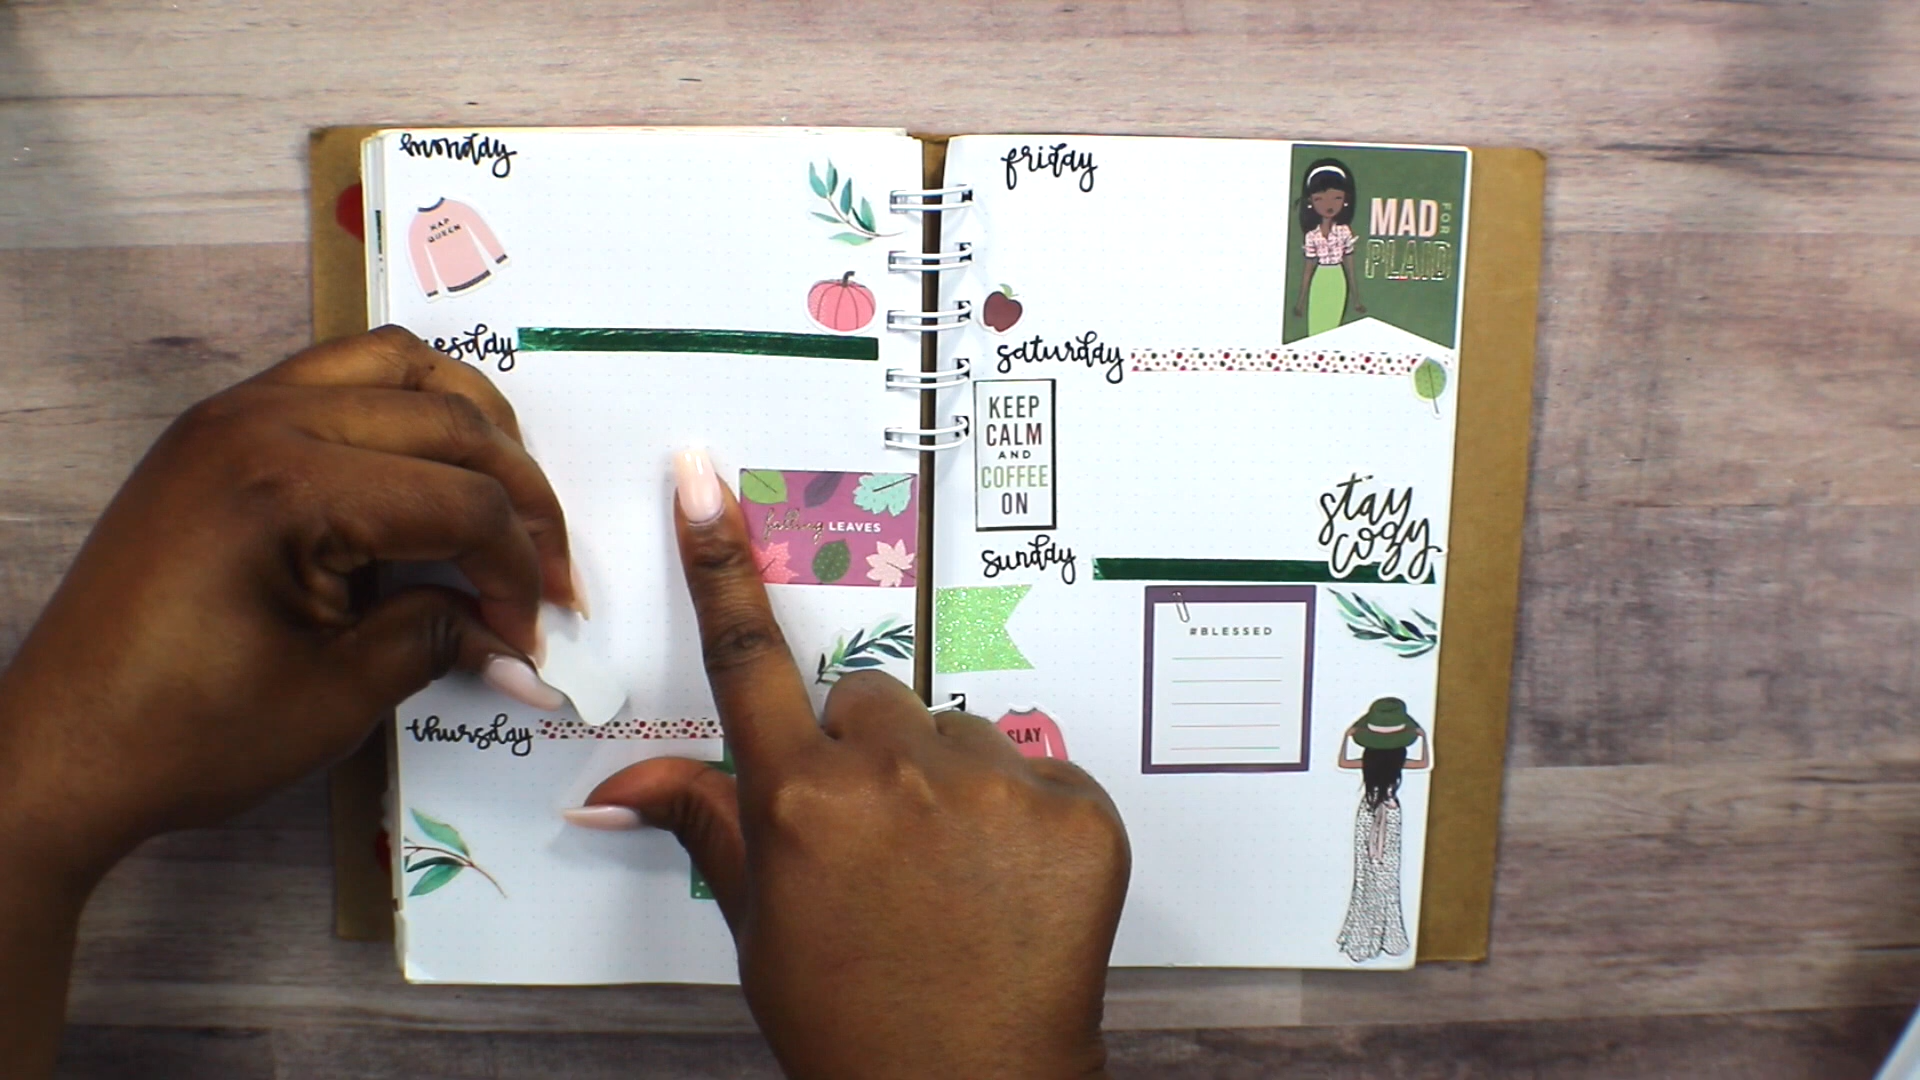 monday
NAP
QUEEN
falling LEAVES
thursday
friday
MAD
FOR
PLAID
saturday
KEEP
CALM
AND
COFFEE
ON
stay
cozy
sunday
#BLESSED
SLAY